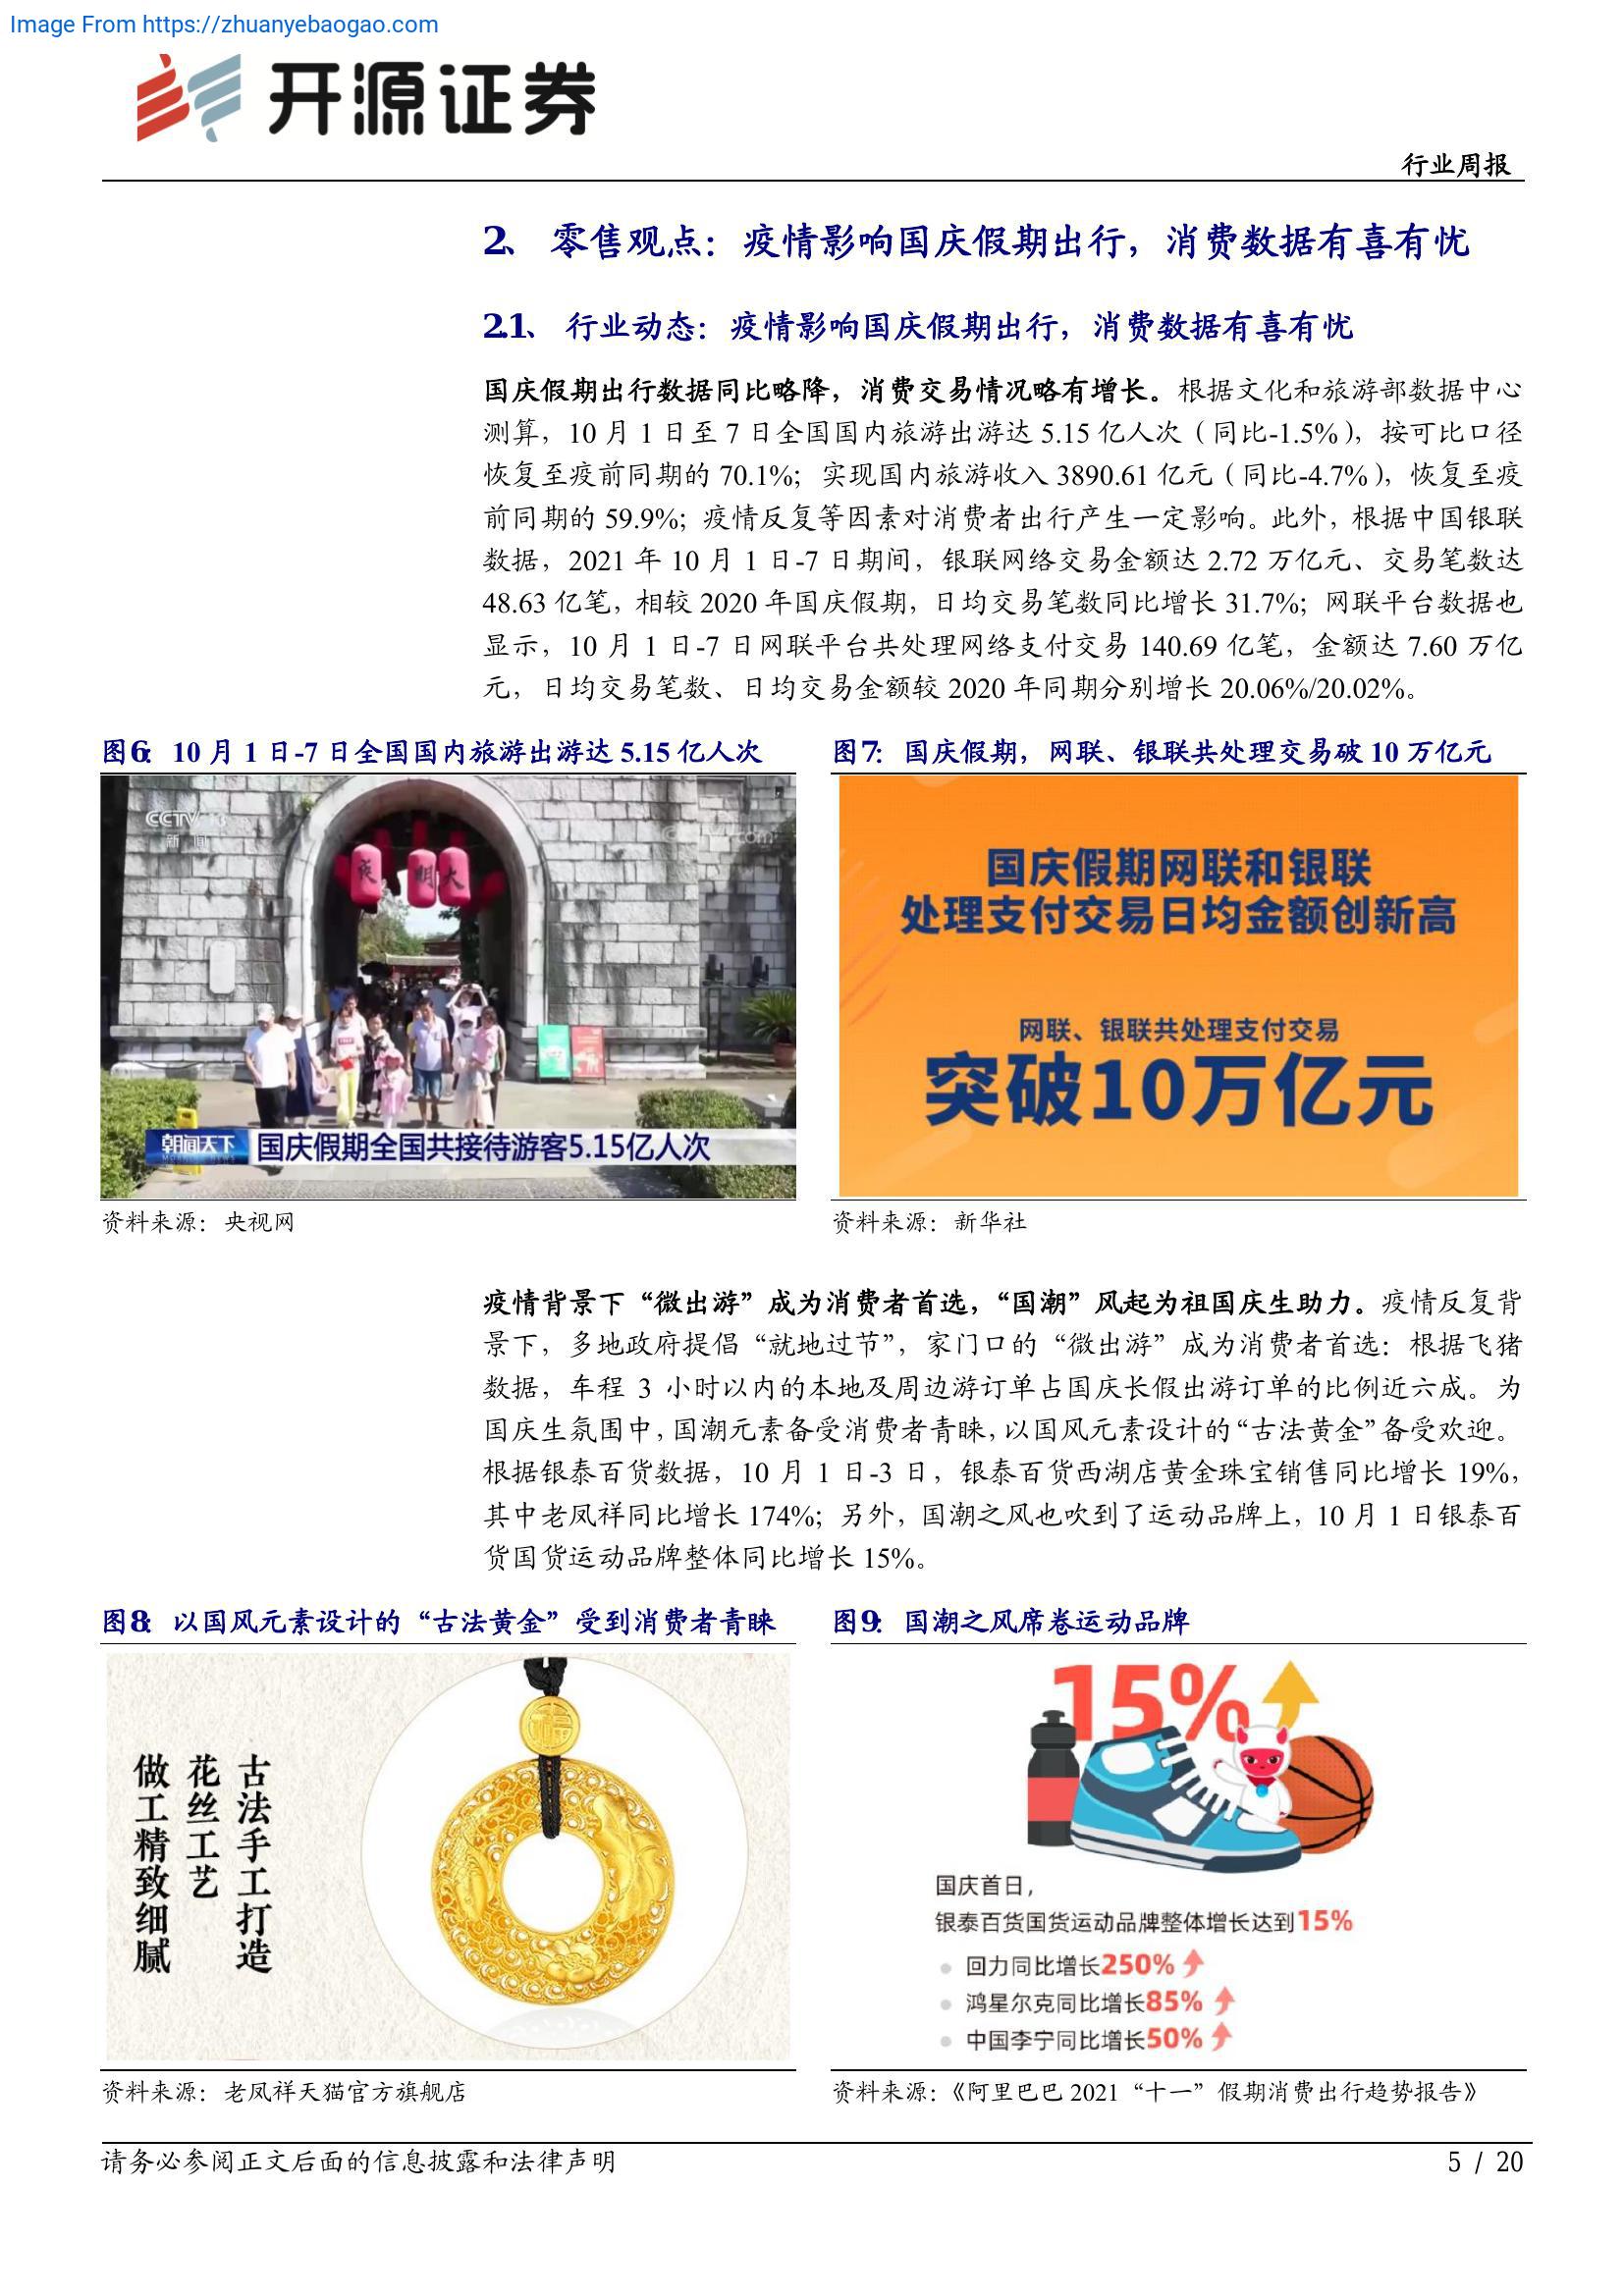 Image From https://zhuanyebaogao.com
开源证券
行业周报
2、 零售观点：疫情影响国庆假期出行，消费数据有喜有忧
2.1、 行业动态：疫情影响国庆假期出行，消费数据有喜有忧
国庆假期出行数据同比略降，消费交易情况略有增长。根据文化和旅游部数据中心
测算，10 月 1 日至 7 日全国国内旅游出游达 5.15 亿人次（同比-1.5%），按可比口径
恢复至疫前同期的 70.1%；实现国内旅游收入 3890.61 亿元（同比-4.7%），恢复至疫
前同期的 59.9%；疫情反复等因素对消费者出行产生一定影响。此外，根据中国银联
数据，2021 年 10 月 1 日-7 日期间，银联网络交易金额达 2.72 万亿元、交易笔数达
48.63 亿笔，相较 2020 年国庆假期，日均交易笔数同比增长 31.7%；网联平台数据也
显示，10 月 1 日-7 日网联平台共处理网络支付交易 140.69 亿笔，金额达 7.60 万亿
元，日均交易笔数、日均交易金额较 2020 年同期分别增长 20.06%/20.02%。
图6：10 月 1 日-7 日全国国内旅游出游达 5.15 亿人次
CCTV 13
新闻
夜 明 大
朝闻天下
国庆假期全国共接待游客5.15亿人次
资料来源：央视网
图7：国庆假期，网联、银联共处理交易破 10 万亿元
国庆假期网联和银联
处理支付交易日均金额创新高
网联、银联共处理支付交易
突破10万亿元
资料来源：新华社
疫情背景下“微出游”成为消费者首选，“国潮”风起为祖国庆生助力。疫情反复背
景下，多地政府提倡“就地过节”，家门口的“微出游”成为消费者首选：根据飞猪
数据，车程 3 小时以内的本地及周边游订单占国庆长假出游订单的比例近六成。为
国庆生氛围中，国潮元素备受消费者青睐，以国风元素设计的“古法黄金”备受欢迎。
根据银泰百货数据，10 月 1 日-3 日，银泰百货西湖店黄金珠宝销售同比增长 19%，
其中老凤祥同比增长 174%；另外，国潮之风也吹到了运动品牌上，10 月 1 日银泰百
货国货运动品牌整体同比增长 15%。
图8：以国风元素设计的“古法黄金”受到消费者青睐
古法手工打造
花丝工艺
做工精致细腻
福
资料来源：老凤祥天猫官方旗舰店
图9：国潮之风席卷运动品牌
15%
国庆首日，
银泰百货国货运动品牌整体增长达到15%
回力同比增长250%
鸿星尔克同比增长85%
中国李宁同比增长50%
资料来源：《阿里巴巴 2021“十一”假期消费出行趋势报告》
请务必参阅正文后面的信息披露和法律声明
5 / 20